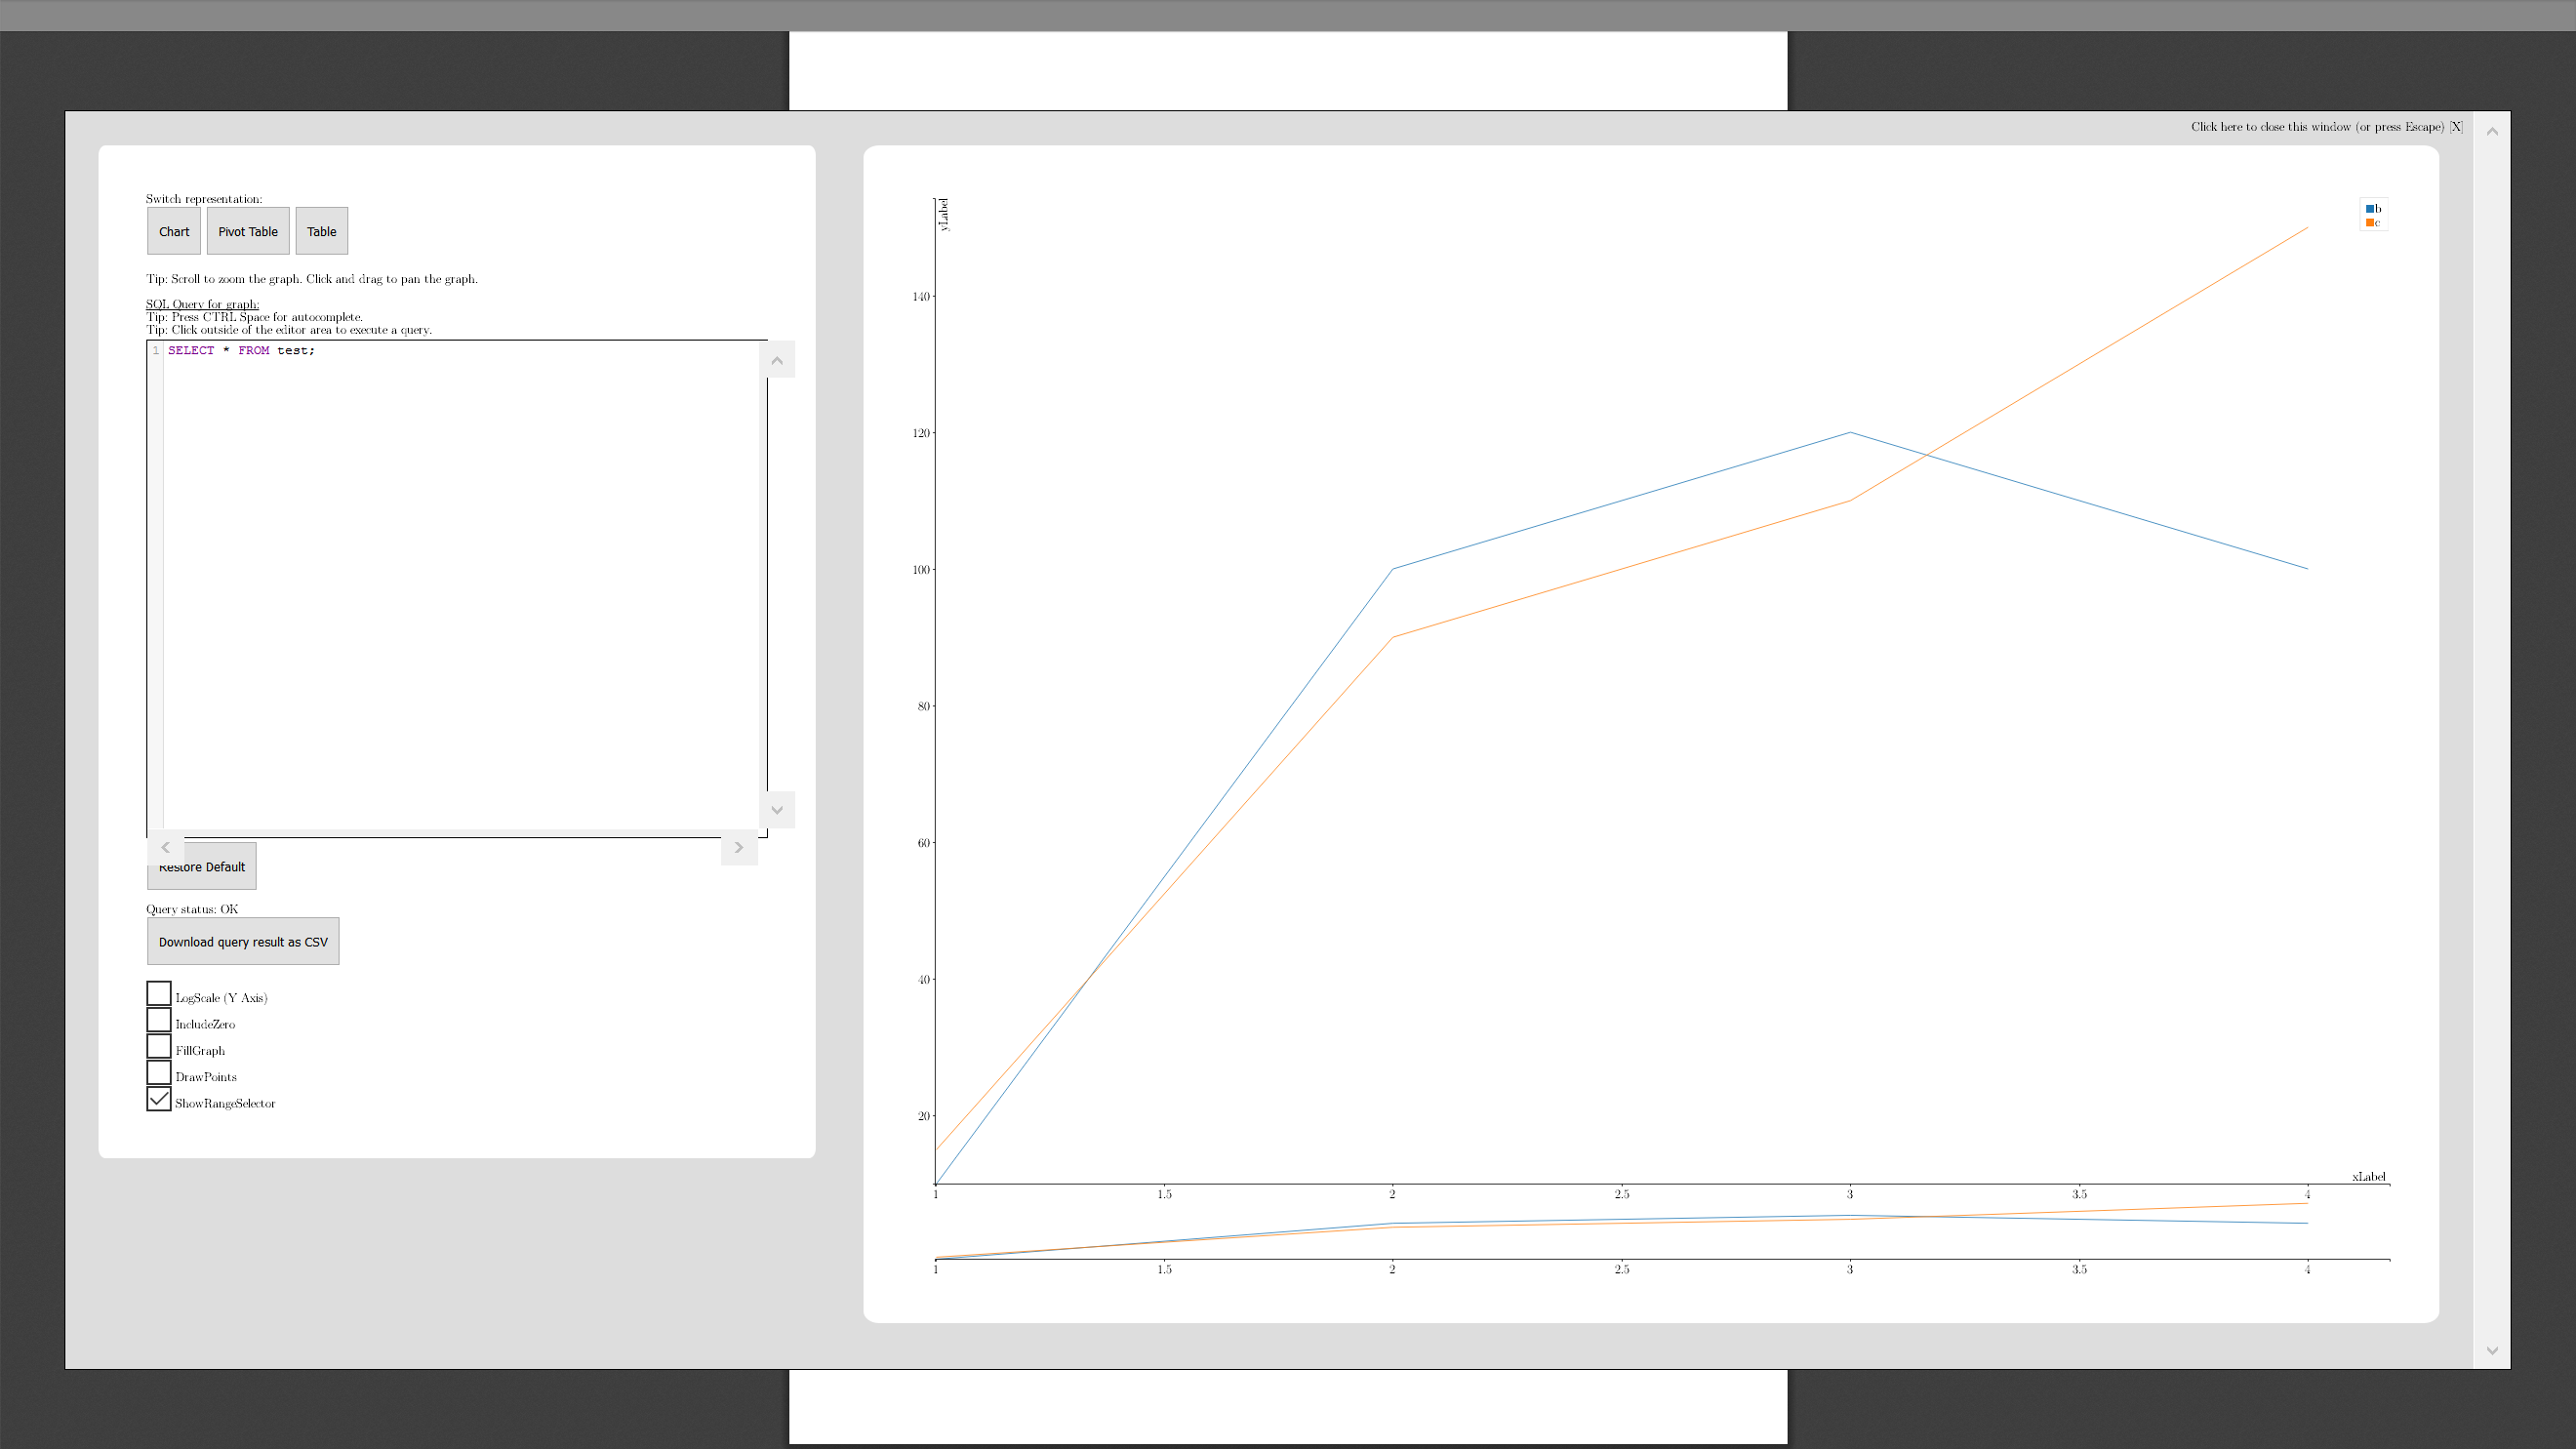 Click here to close this window (or press Escape) [X]
Switch representation:
Chart Pivot Table Table
Tip: Scroll to zoom the graph. Click and drag to pan the graph.
SQL Query for graph:
Tip: Press CTRL Space for autocomplete.
Tip: Click outside of the editor area to execute a query.
1 SELECT * FROM test;
Restore Default
Query status: OK
Download query result as CSV
LogScale (Y Axis)
IncludeZero
FillGraph
DrawPoints
ShowRangeSelector
yLabel
b
c
140
120
100
80
60
40
20
xLabel
1 1.5 2 2.5 3 3.5 4
1 1.5 2 2.5 3 3.5 4